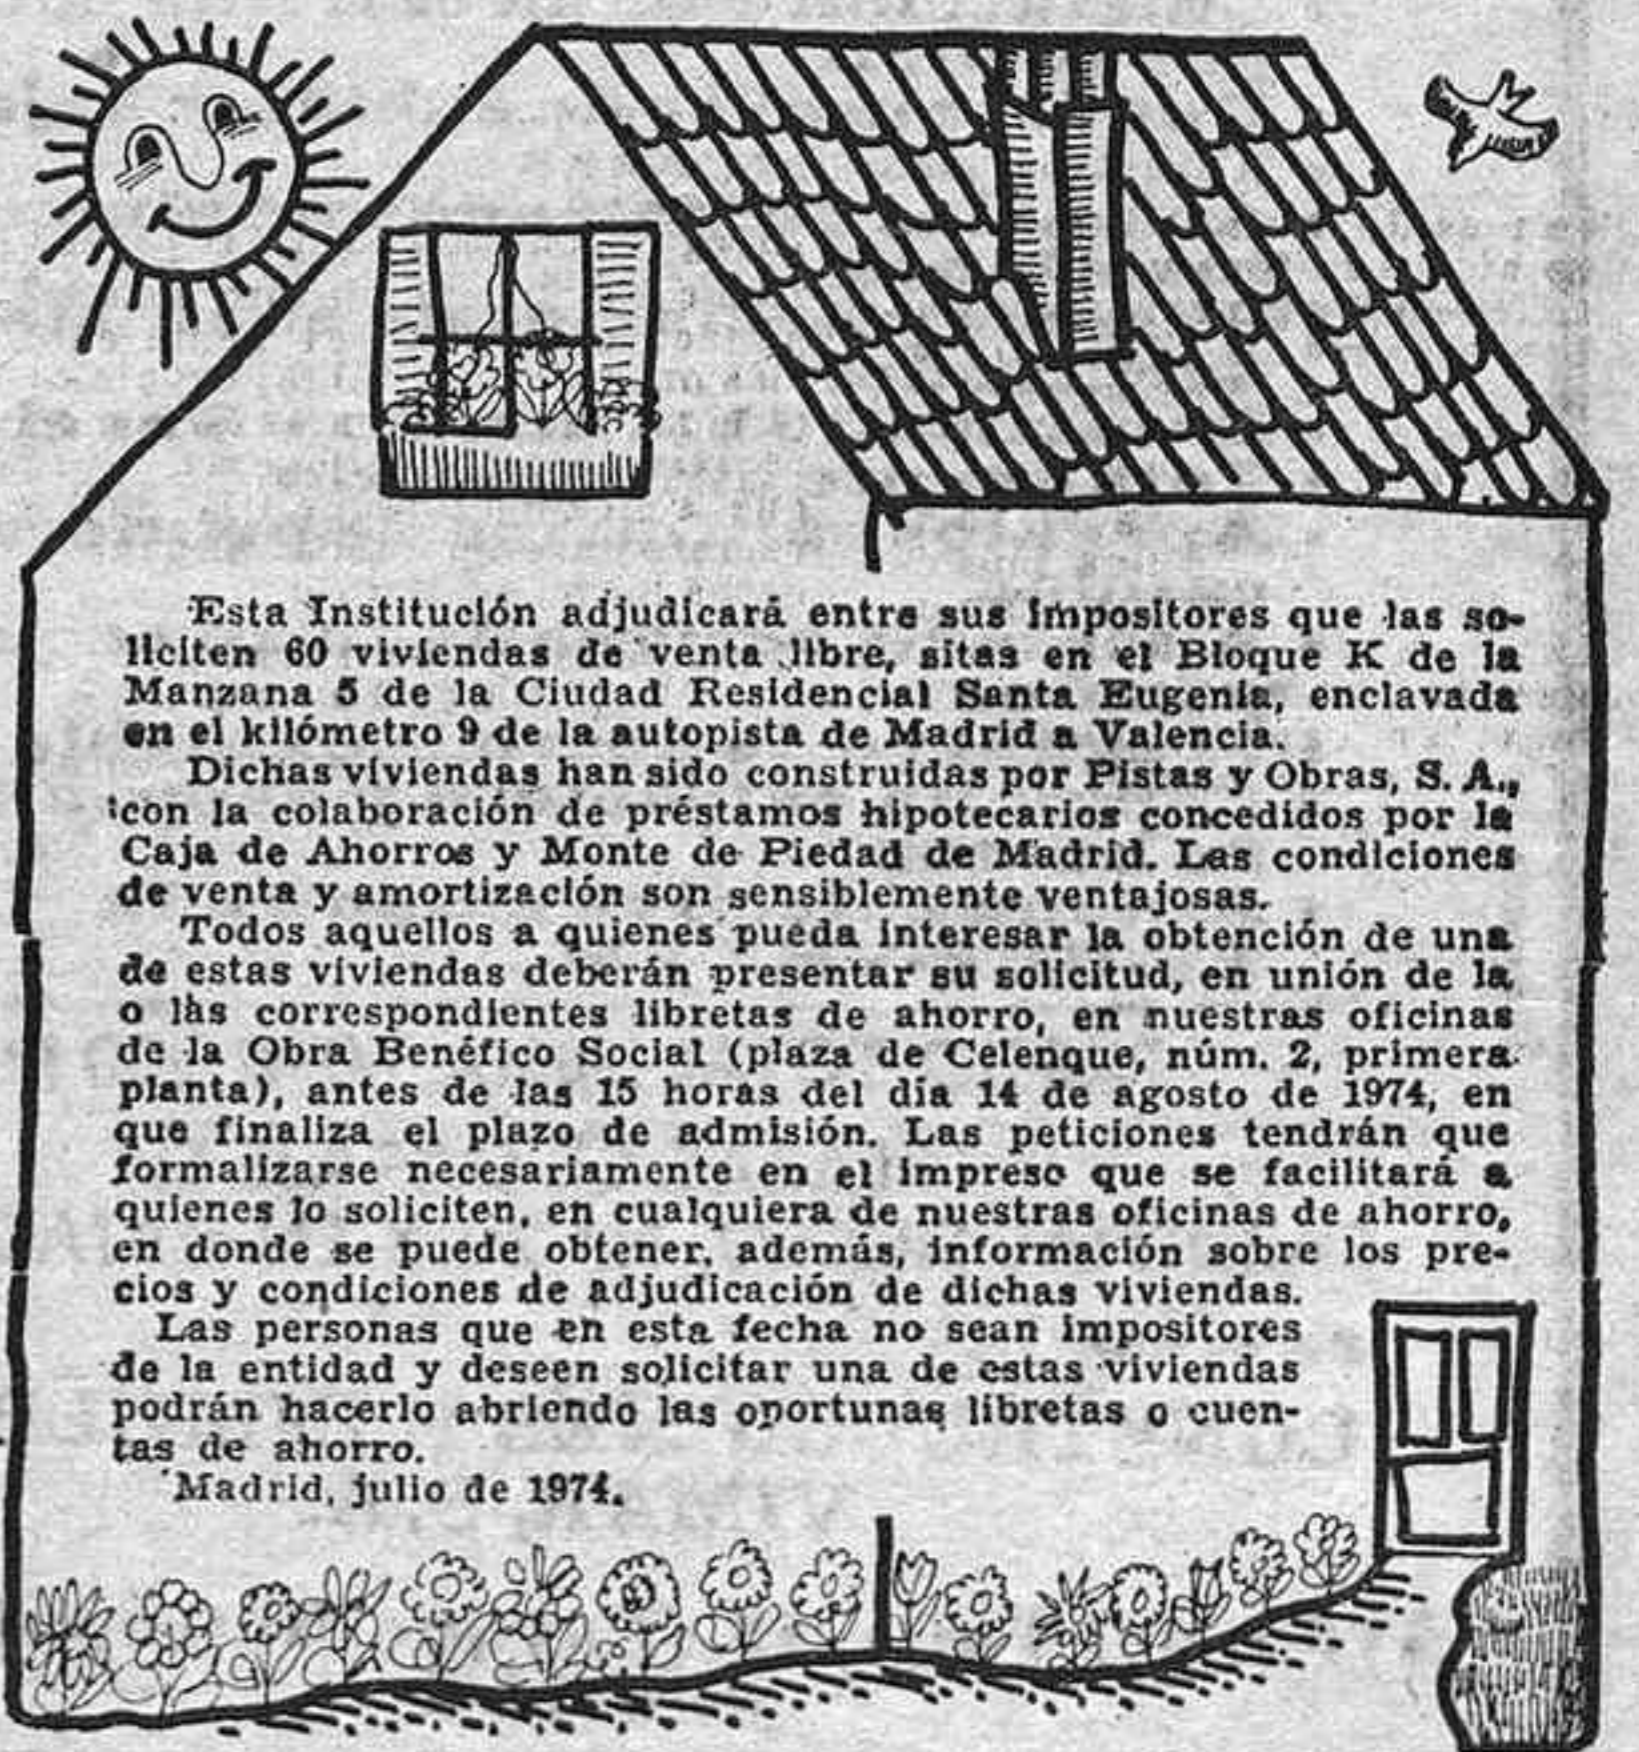 Esta Institución adjudicará entre sus impositores que las so-
liciten 60 viviendas de venta libre, sitas en el Bloque K de la
Manzana 5 de la Ciudad Residencial Santa Eugenia, enclavada
en el kilómetro 9 de la autopista de Madrid a Valencia.
Dichas viviendas han sido construidas por Pistas y Obras, S. A.,
con la colaboración de préstamos hipotecarios concedidos por la
Caja de Ahorros y Monte de Piedad de Madrid. Las condiciones
de venta y amortización son sensiblemente ventajosas.
Todos aquellos a quienes pueda interesar la obtención de una
de estas viviendas deberán presentar su solicitud, en unión de la
o las correspondientes libretas de ahorro, en nuestras oficinas
de la Obra Benéfico Social (plaza de Celenque, núm. 2, primera
planta), antes de las 15 horas del día 14 de agosto de 1974, en
que finaliza el plazo de admisión. Las peticiones tendrán que
formalizarse necesariamente en el impreso que se facilitará a
quienes lo soliciten, en cualquiera de nuestras oficinas de ahorro,
en donde se puede obtener, además, información sobre los pre-
cios y condiciones de adjudicación de dichas viviendas.
Las personas que en esta fecha no sean impositores
de la entidad y deseen solicitar una de estas viviendas
podrán hacerlo abriendo las oportunas libretas o cuen-
tas de ahorro.
Madrid, julio de 1974.